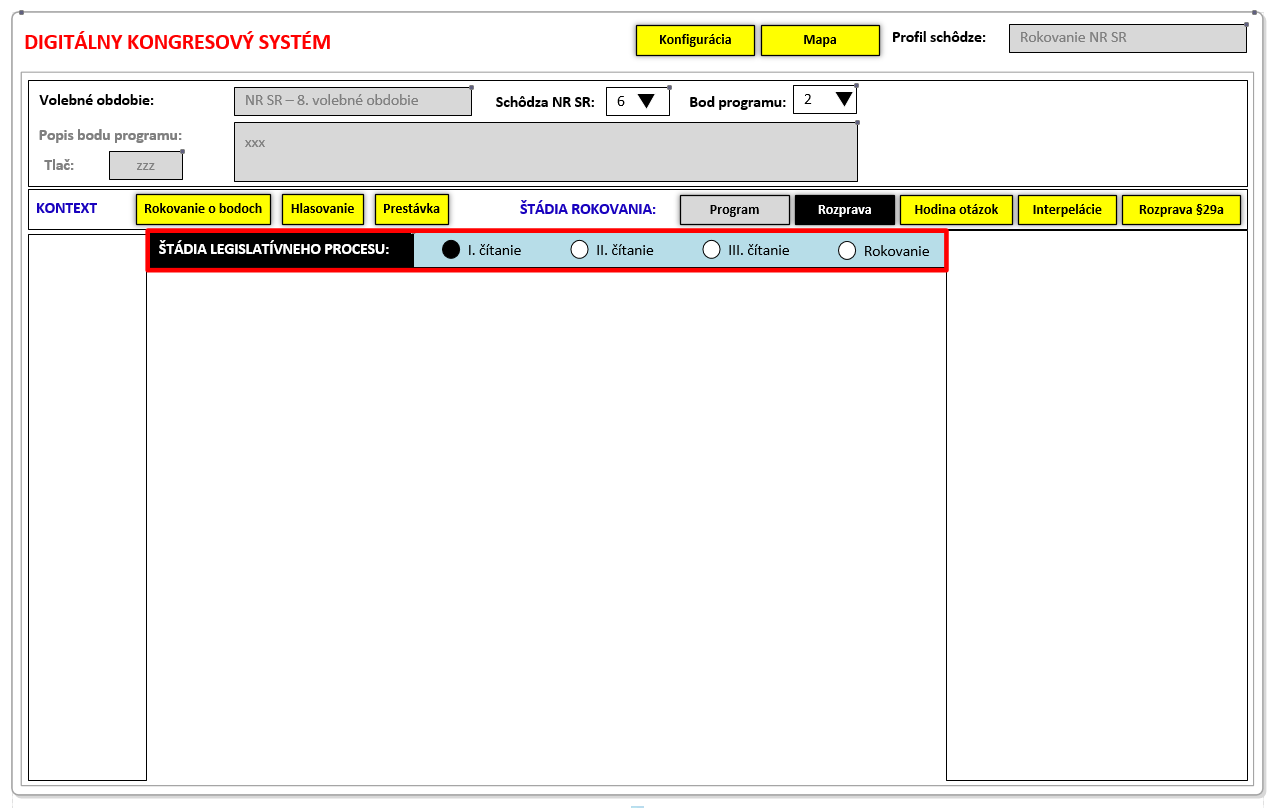 DIGITÁLNY KONGRESOVÝ SYSTÉM
Konfigurácia
Mapa
Profil schôdze:
Rokovanie NR SR
Volebné obdobie:
NR SR – 8. volebné obdobie
Schôdza NR SR:
6
Bod programu:
2
Popis bodu programu:
xxx
Tlač:
zzz
KONTEXT
Rokovanie o bodoch
Hlasovanie
Prestávka
ŠTÁDIA ROKOVANIA:
Program
Rozprava
Hodina otázok
Interpelácie
Rozprava §29a
ŠTÁDIA LEGISLATÍVNEHO PROCESU:
I. čítanie
II. čítanie
III. čítanie
Rokovanie